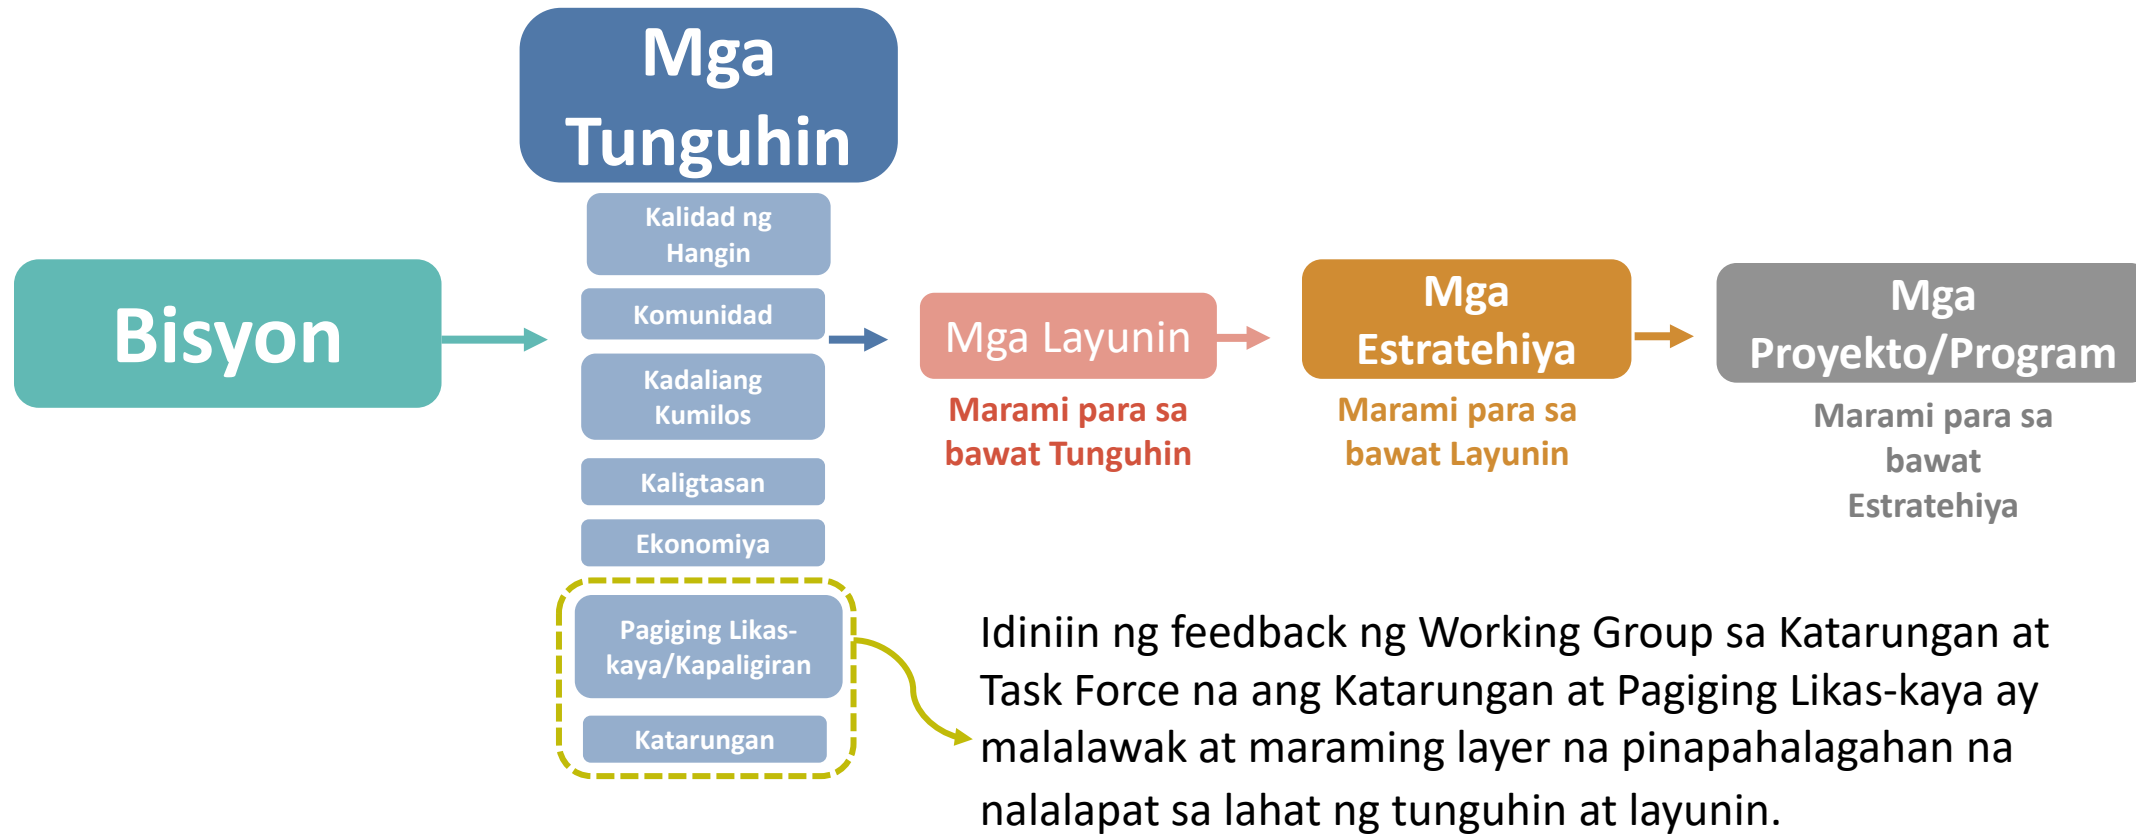 Bisyon
Mga
Tunguhin
Kalidad ng
Hangin
Komunidad
Kadaliang
Kumilos
Kaligtasan
Ekonomiya
Pagiging Likas-
kaya/Kapaligiran
Katarungan
Mga Layunin
Marami para sa
bawat Tunguhin
Mga
Estratehiya
Marami para sa
bawat Layunin
Mga
Proyekto/Program
Marami para sa
bawat
Estratehiya
Idiniin ng feedback ng Working Group sa Katarungan at
Task Force na ang Katarungan at Pagiging Likas-kaya ay
malalawak at maraming layer na pinapahalagahan na
nalalapat sa lahat ng tunguhin at layunin.